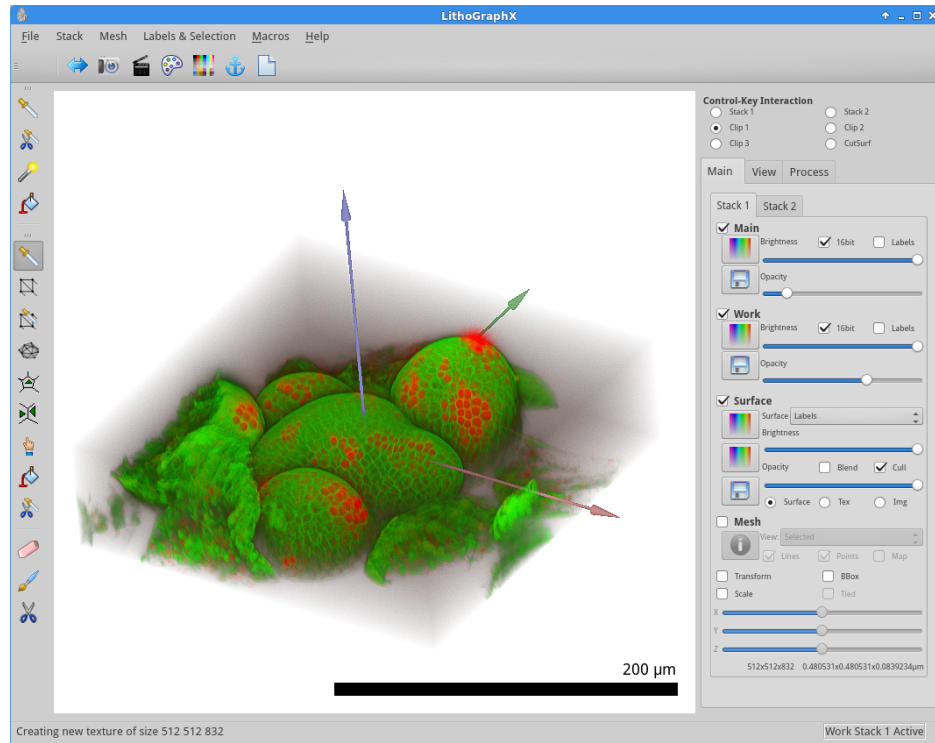 LithoGraphX
File Stack Mesh Labels & Selection Macros Help
Control-Key Interaction
Stack 1 Stack 2
Clip 1 Clip 2
Clip 3 CutSurf
Main View Process
Stack 1 Stack 2
Main
Brightness 16bit Labels
Opacity
Work
Brightness 16bit Labels
Opacity
Surface
Surface Labels
Brightness
Opacity Blend Cull
Surface Tex Img
Mesh
View: Selected
Lines Points Map
Transform BBox
Scale Tied
X
Y
Z
512x512x832 0.480531x0.480531x0.0839234µm
200 µm
Creating new texture of size 512 512 832
Work Stack 1 Active